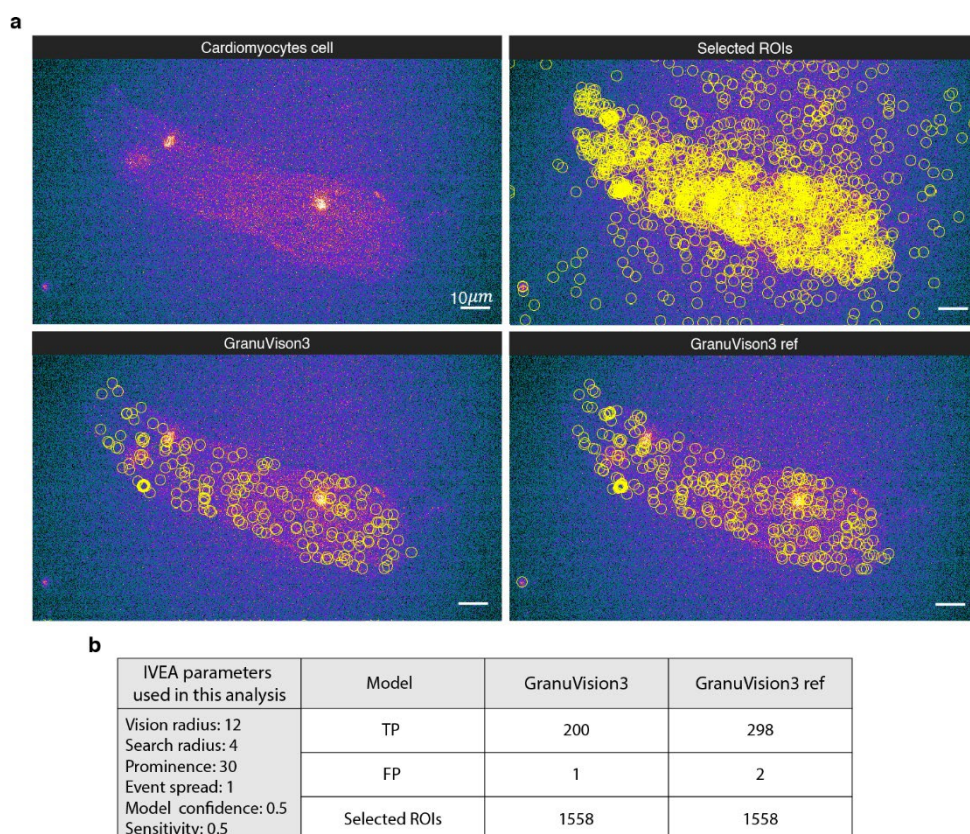 a
Cardiomyocytes cell
Selected ROIs
10μm
GranuVison3
GranuVison3 ref
b
IVEA parameters
used in this analysis
Model
GranuVision3
GranuVision3 ref
Vision radius: 12
Search radius: 4
Prominence: 30
Event spread: 1
Model confidence: 0.5
Sensitivity: 0.5
TP
200
298
FP
1
2
Selected ROIs
1558
1558